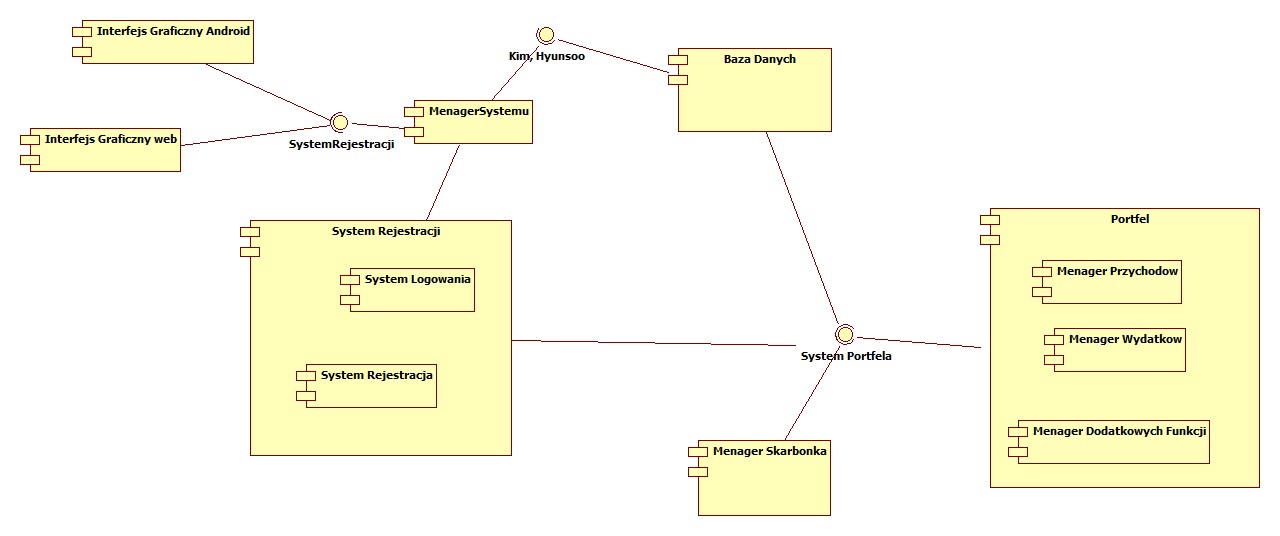 Interfejs Graficzny Android
Kim, Hyunsoo
Baza Danych
MenagerSystemu
Interfejs Graficzny web
SystemRejestracji
System Rejestracji
System Logowania
System Rejestracja
Portfel
Menager Przychodow
Menager Wydatkow
Menager Dodatkowych Funkcji
System Portfela
Menager Skarbonka